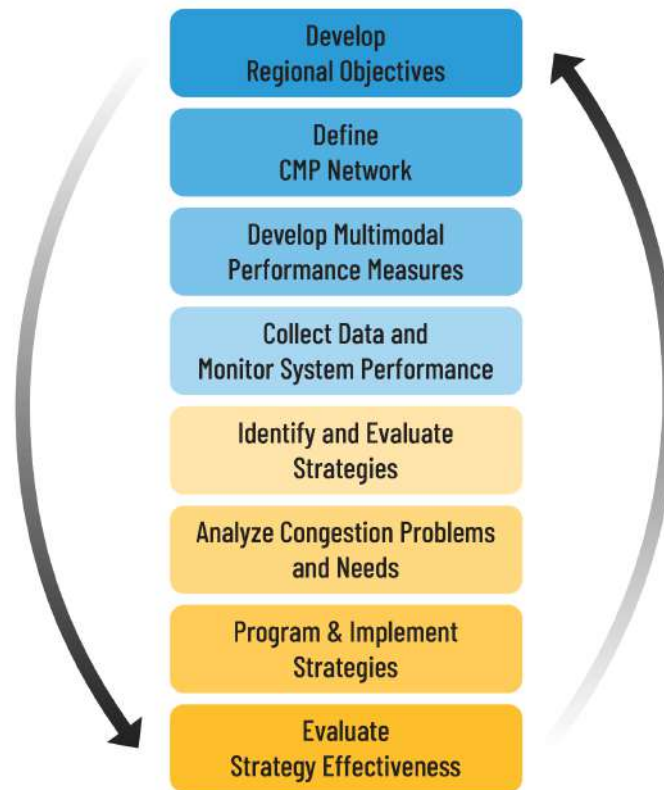 Develop
Regional Objectives
Define
CMP Network
Develop Multimodal
Performance Measures
Collect Data and
Monitor System Performance
Identify and Evaluate
Strategies
Analyze Congestion Problems
and Needs
Program & Implement
Strategies
Evaluate
Strategy Effectiveness